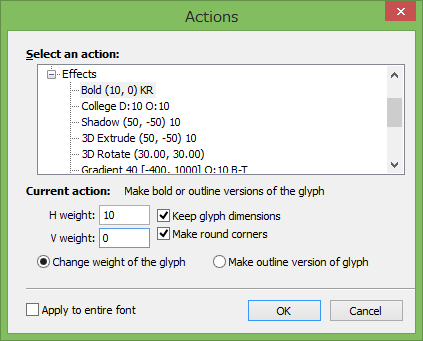 Actions
Select an action:
Effects
Bold (10, 0) KR
College D:10 O:10
Shadow (50, -50) 10
3D Extrude (50, -50) 10
3D Rotate (30.00, 30.00)
Gradient 40 [-400, 1000] O:10 B-T
Current action: Make bold or outline versions of the glyph
H weight: 10 Keep glyph dimensions
V weight: 0 Make round corners
Change weight of the glyph Make outline version of glyph
Apply to entire font OK Cancel